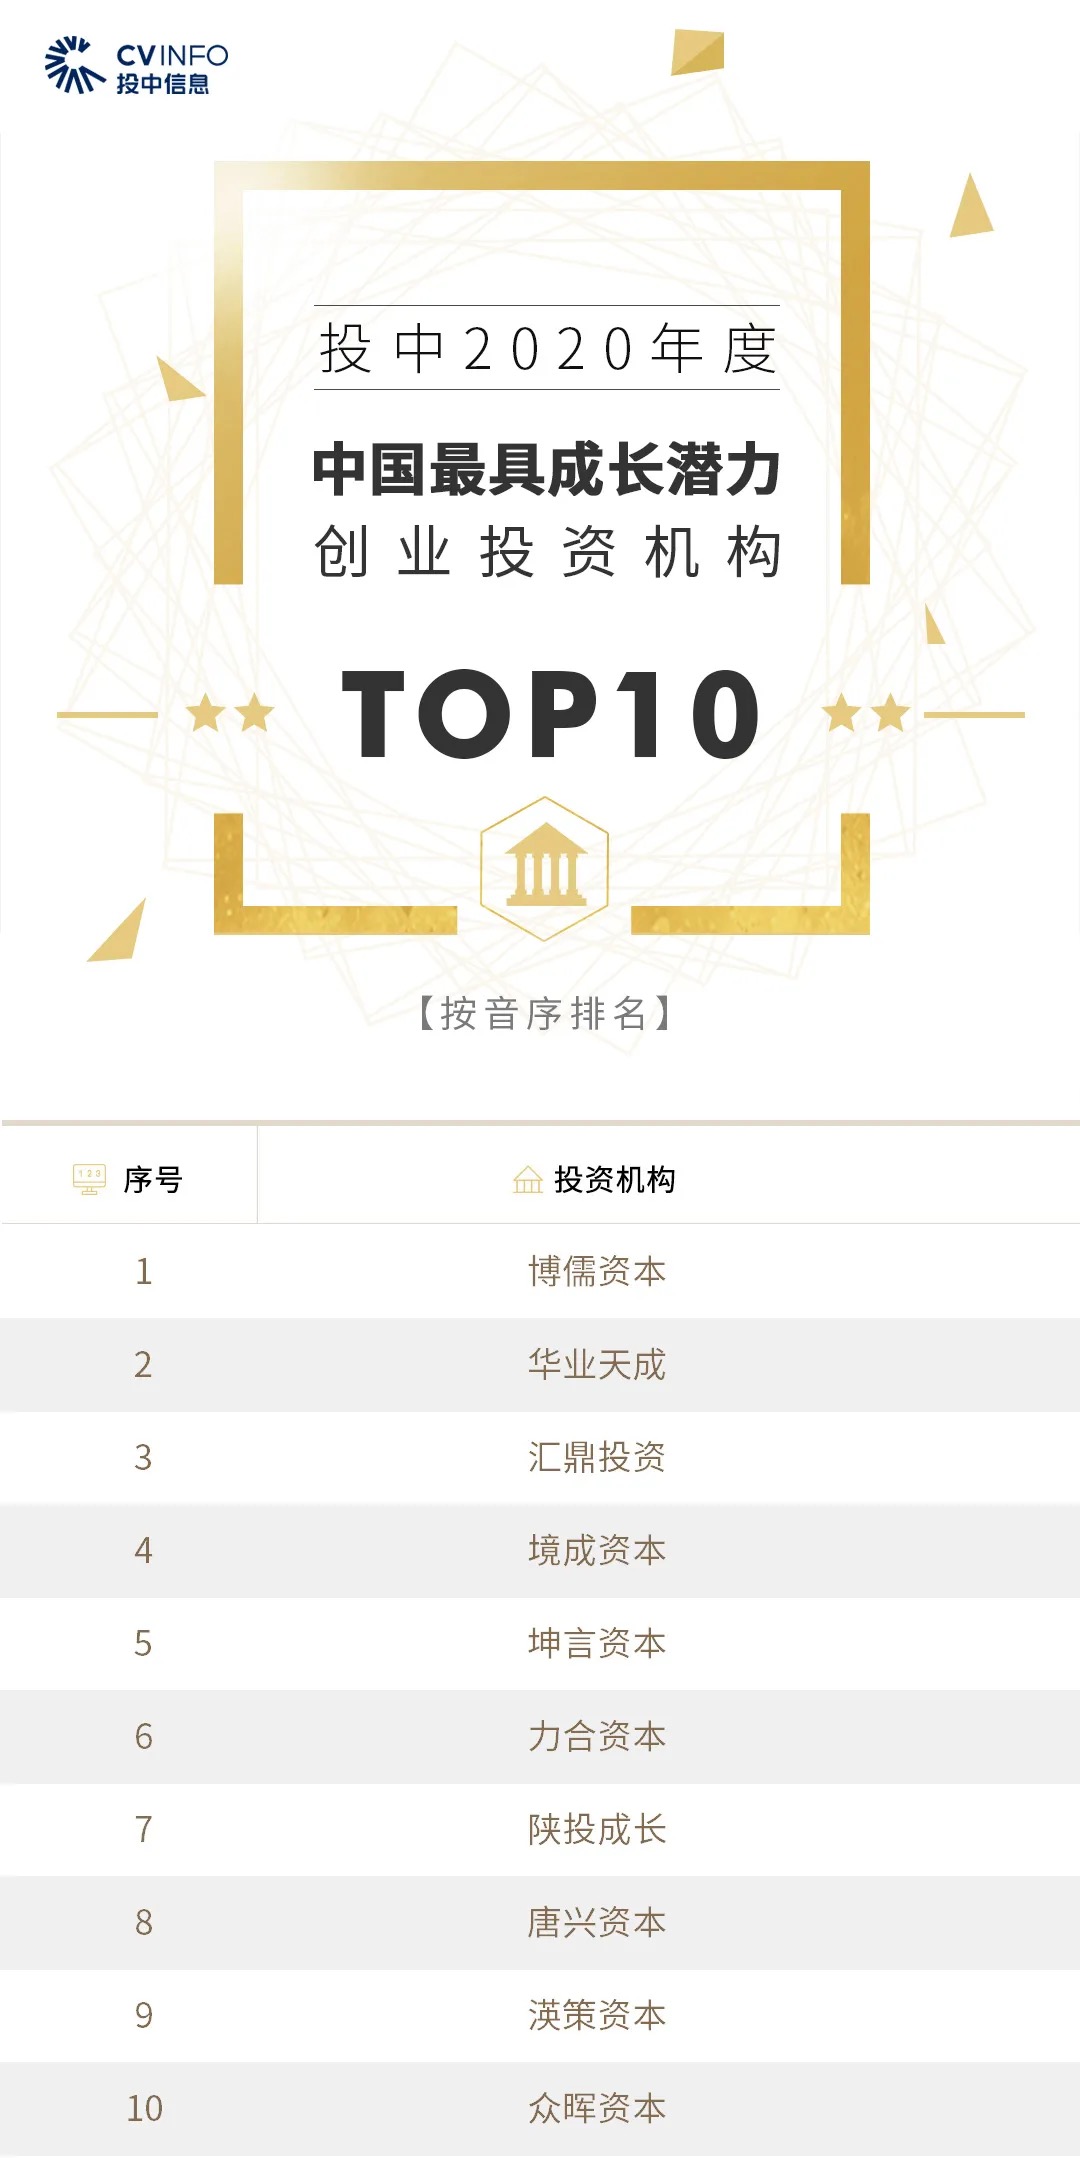 CVINFO
投中信息
投中2020年度
中国最具成长潜力
创业投资机构
TOP10
【按音序排名】
123 序号 投资机构
1 博儒资本
2 华业天成
3 汇鼎投资
4 境成资本
5 坤言资本
6 力合资本
7 陕投成长
8 唐兴资本
9 渶策资本
10 众晖资本